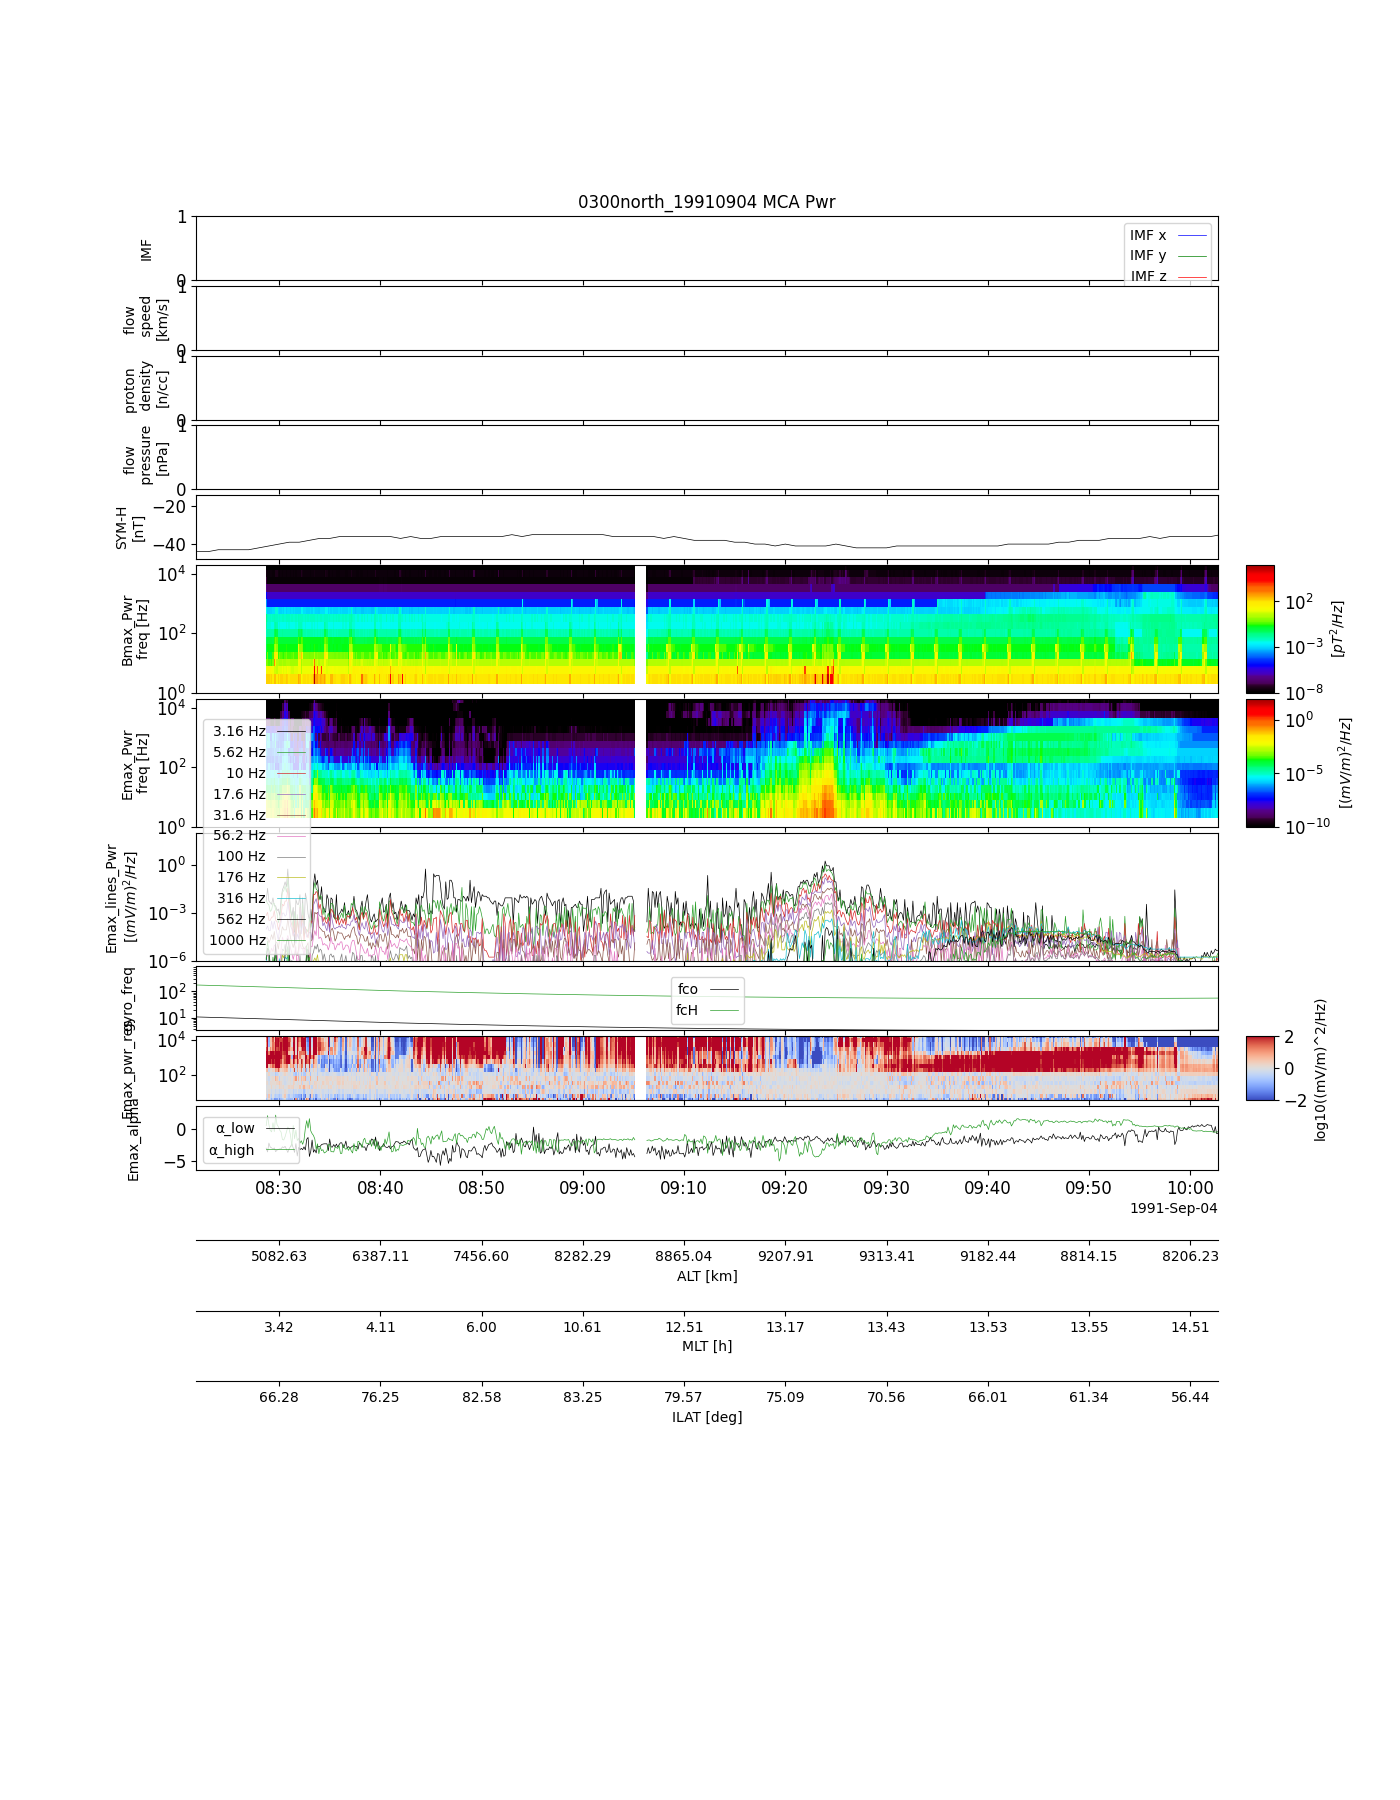 0300north_19910904 MCA Pwr
1
0
IMF
IMF x
IMF y
IMF z
1
0
flow
speed
[km/s]
1
0
proton
density
[n/cc]
1
0
flow
pressure
[nPa]
−20
−40
SYM-H
[nT]
10^4
10^2
10^0
Bmax_Pwr
freq [Hz]
10^2
10^−3
10^−8
[pT^2/Hz]
10^4
10^2
10^0
Emax_Pwr
freq [Hz]
10^0
10^−5
10^−10
[(mV/m)^2/Hz]
3.16 Hz
5.62 Hz
10 Hz
17.6 Hz
31.6 Hz
56.2 Hz
100 Hz
176 Hz
316 Hz
562 Hz
1000 Hz
10^0
10^−3
10^−6
Emax_lines_Pwr
[(mV/m)^2/Hz]
10^2
10^1
gyro_freq
fco
fcH
10^4
10^2
Emax_pwr_reg
2
0
−2
log10((mV/m)^2/Hz)
0
−5
Emax_alpha
α_low
α_high
08:30 08:40 08:50 09:00 09:10 09:20 09:30 09:40 09:50 10:00
1991-Sep-04
5082.63 6387.11 7456.60 8282.29 8865.04 9207.91 9313.41 9182.44 8814.15 8206.23
ALT [km]
3.42 4.11 6.00 10.61 12.51 13.17 13.43 13.53 13.55 14.51
MLT [h]
66.28 76.25 82.58 83.25 79.57 75.09 70.56 66.01 61.34 56.44
ILAT [deg]